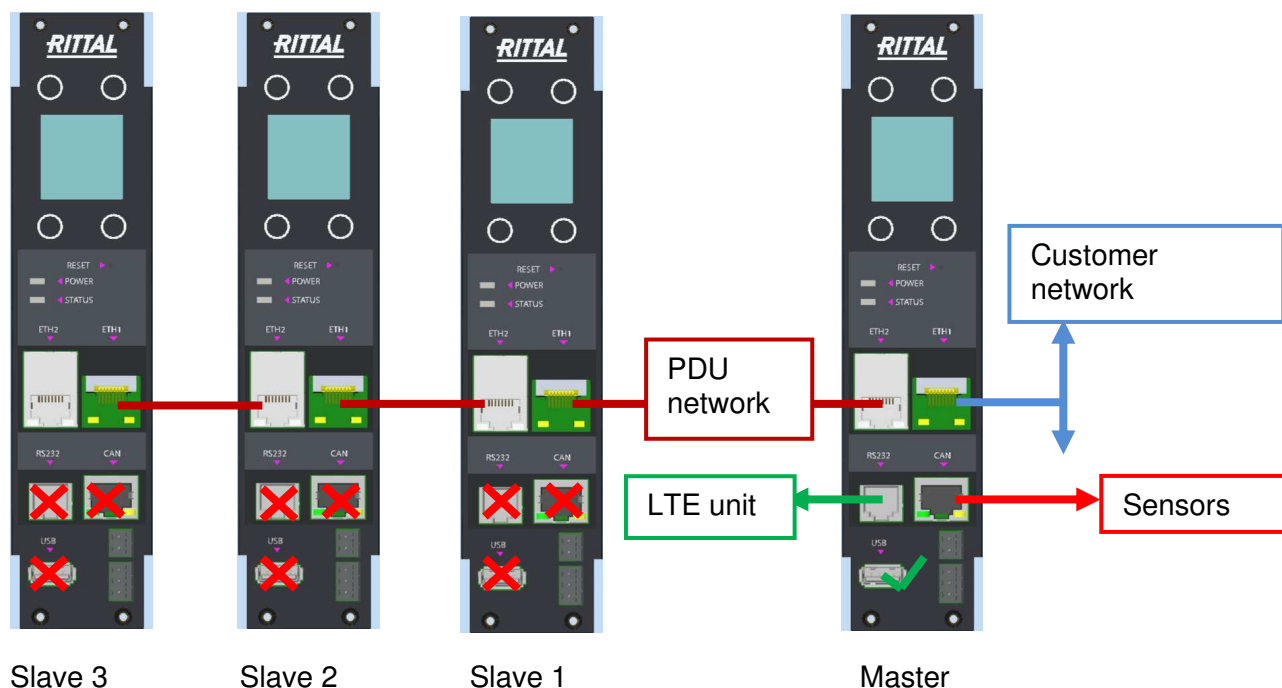 RITTAL
RESET
POWER
STATUS
ETH2 ETH1
RS232 CAN
USB
Slave 3
RITTAL
RESET
POWER
STATUS
ETH2 ETH1
RS232 CAN
USB
Slave 2
RITTAL
RESET
POWER
STATUS
ETH2 ETH1
RS232 CAN
USB
Slave 1
PDU
network
LTE unit
RITTAL
RESET
POWER
STATUS
ETH2 ETH1
RS232 CAN
USB
Master
Customer
network
Sensors